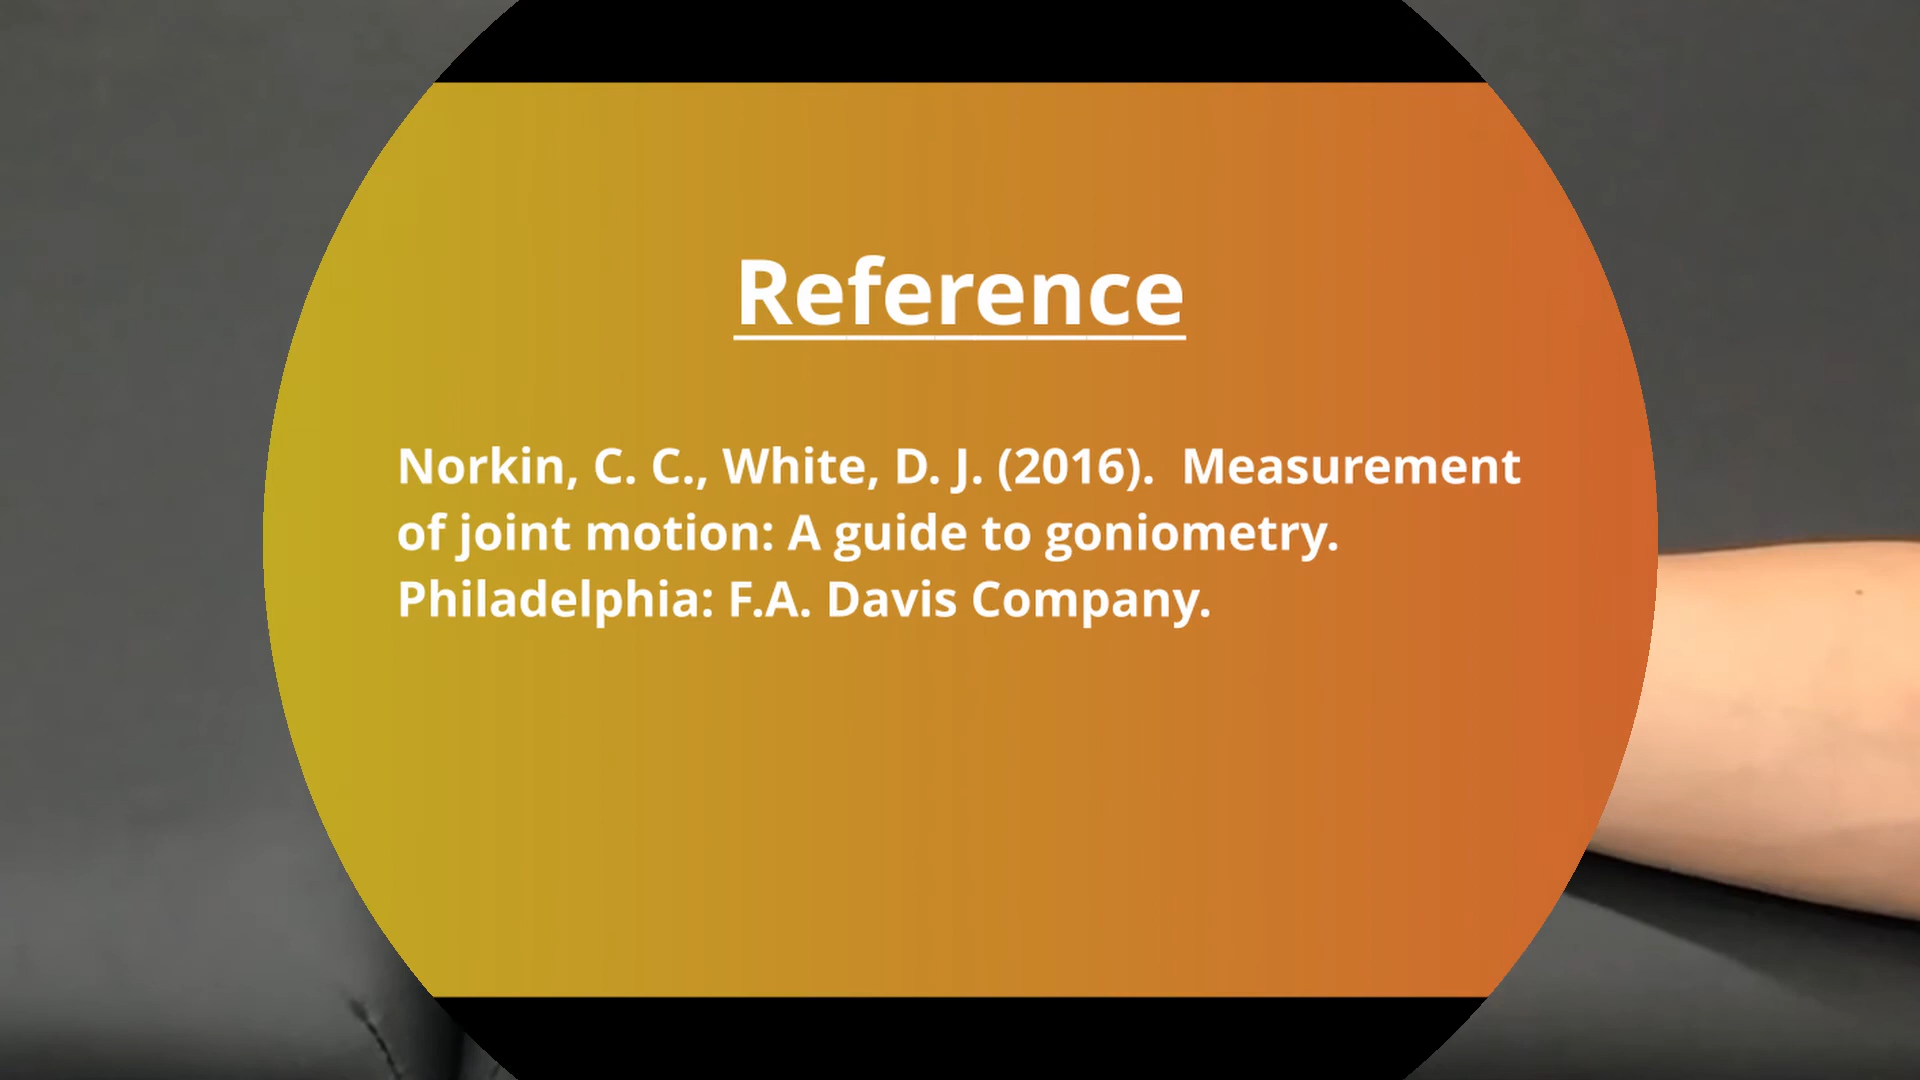 Reference
Norkin, C. C., White, D. J. (2016).  Measurement
of joint motion: A guide to goniometry.
Philadelphia: F.A. Davis Company.